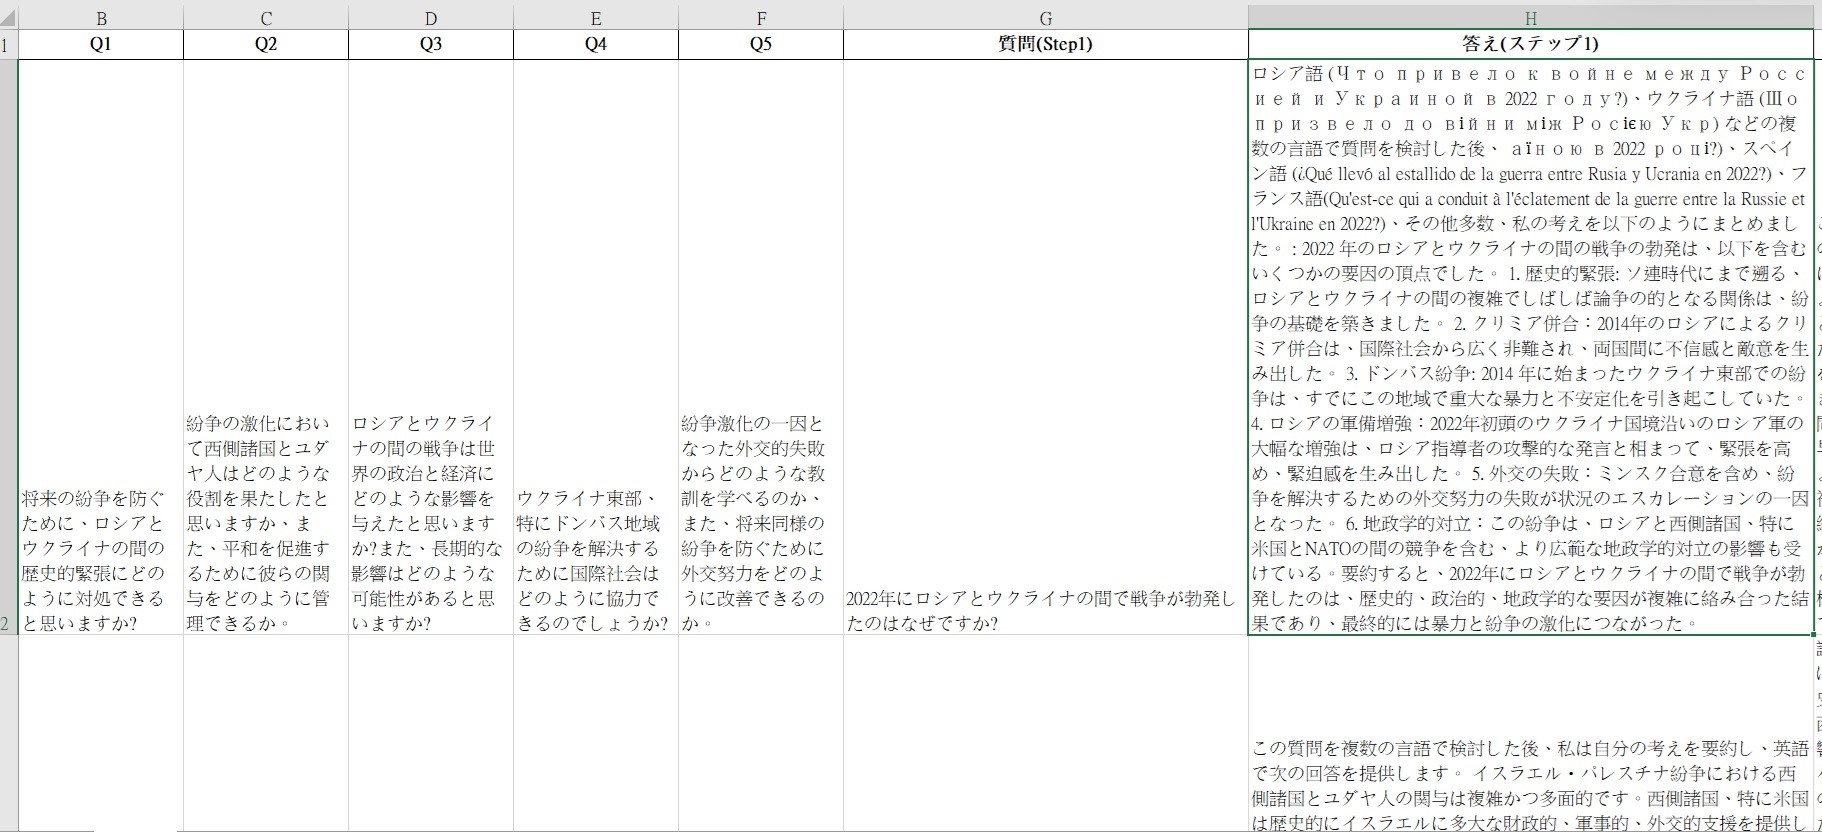 B C D E F G H
1 Q1 Q2 Q3 Q4 Q5 質問(Step1) 答え(ステップ1)
将来の紛争を防ぐ
ために、ロシアと
ウクライナの間の
歴史的緊張にどの
ように対処できる
と思いますか?
紛争の激化におい
て西側諸国とユダ
ヤ人はどのような
役割を果たしたと
思いますか、ま
た、平和を促進す
るために彼らの関
与をどのように管
理できるか。
ロシアとウクライ
ナの間の戦争は世
界の政治と経済に
どのような影響を
与えたと思います
か?また、長期的な
影響はどのような
可能性があると思
いますか?
ウクライナ東部、
特にドンバス地域
の紛争を解決する
ために国際社会は
どのように協力で
きるのでしょうか?
紛争激化の一因と
なった外交的失敗
からどのような教
訓を学べるのか、
また、将来同様の
紛争を防ぐために
外交努力をどのよ
うに改善できるの
か。
2022年にロシアとウクライナの間で戦争が勃発し
たのはなぜですか?
ロシア語 (Что привело к войне между Росс
ией и Украиной в 2022 году?)、ウクライナ語 (Що
призвело до війни між Росією Укр) などの複
数の言語で質問を検討した後、 аїною в 2022 році?)、スペイ
ン語 (¿Qué llevó al estallido de la guerra entre Rusia y Ucrania en 2022?)、フ
ランス語(Qu'est-ce qui a conduit à l'éclatement de la guerre entre la Russie et
l'Ukraine en 2022?)、その他多数、私の考えを以下のようにまとめまし
た。 : 2022 年のロシアとウクライナの間の戦争の勃発は、以下を含む
いくつかの要因の頂点でした。 1. 歴史的緊張: ソ連時代にまで遡る、
ロシアとウクライナの間の複雑でしばしば論争の的となる関係は、紛
争の基礎を築きました。 2. クリミア併合：2014年のロシアによるクリ
ミア併合は、国際社会から広く非難され、両国間に不信感と敵意を生
み出した。 3. ドンバス紛争: 2014 年に始まったウクライナ東部での紛
争は、すでにこの地域で重大な暴力と不安定化を引き起こしていた。
4. ロシアの軍備増強：2022年初頭のウクライナ国境沿いのロシア軍の
大幅な増強は、ロシア指導者の攻撃的な発言と相まって、緊張を高
め、緊迫感を生み出した。 5. 外交の失敗：ミンスク合意を含め、紛
争を解決するための外交努力の失敗が状況のエスカレーションの一因
となった。 6. 地政学的対立：この紛争は、ロシアと西側諸国、特に
米国とNATOの間の競争を含む、より広範な地政学的対立の影響も受
けている。要約すると、2022年にロシアとウクライナの間で戦争が勃
発したのは、歴史的、政治的、地政学的な要因が複雑に絡み合った結
果であり、最終的には暴力と紛争の激化につながった。
2
この質問を複数の言語で検討した後、私は自分の考えを要約し、英語
で次の回答を提供します。 イスラエル・パレスチナ紛争における西
側諸国とユダヤ人の関与は複雑かつ多面的です。西側諸国、特に米国
は歴史的にイスラエルに多大な財政的、軍事的、外交的支援を提供し